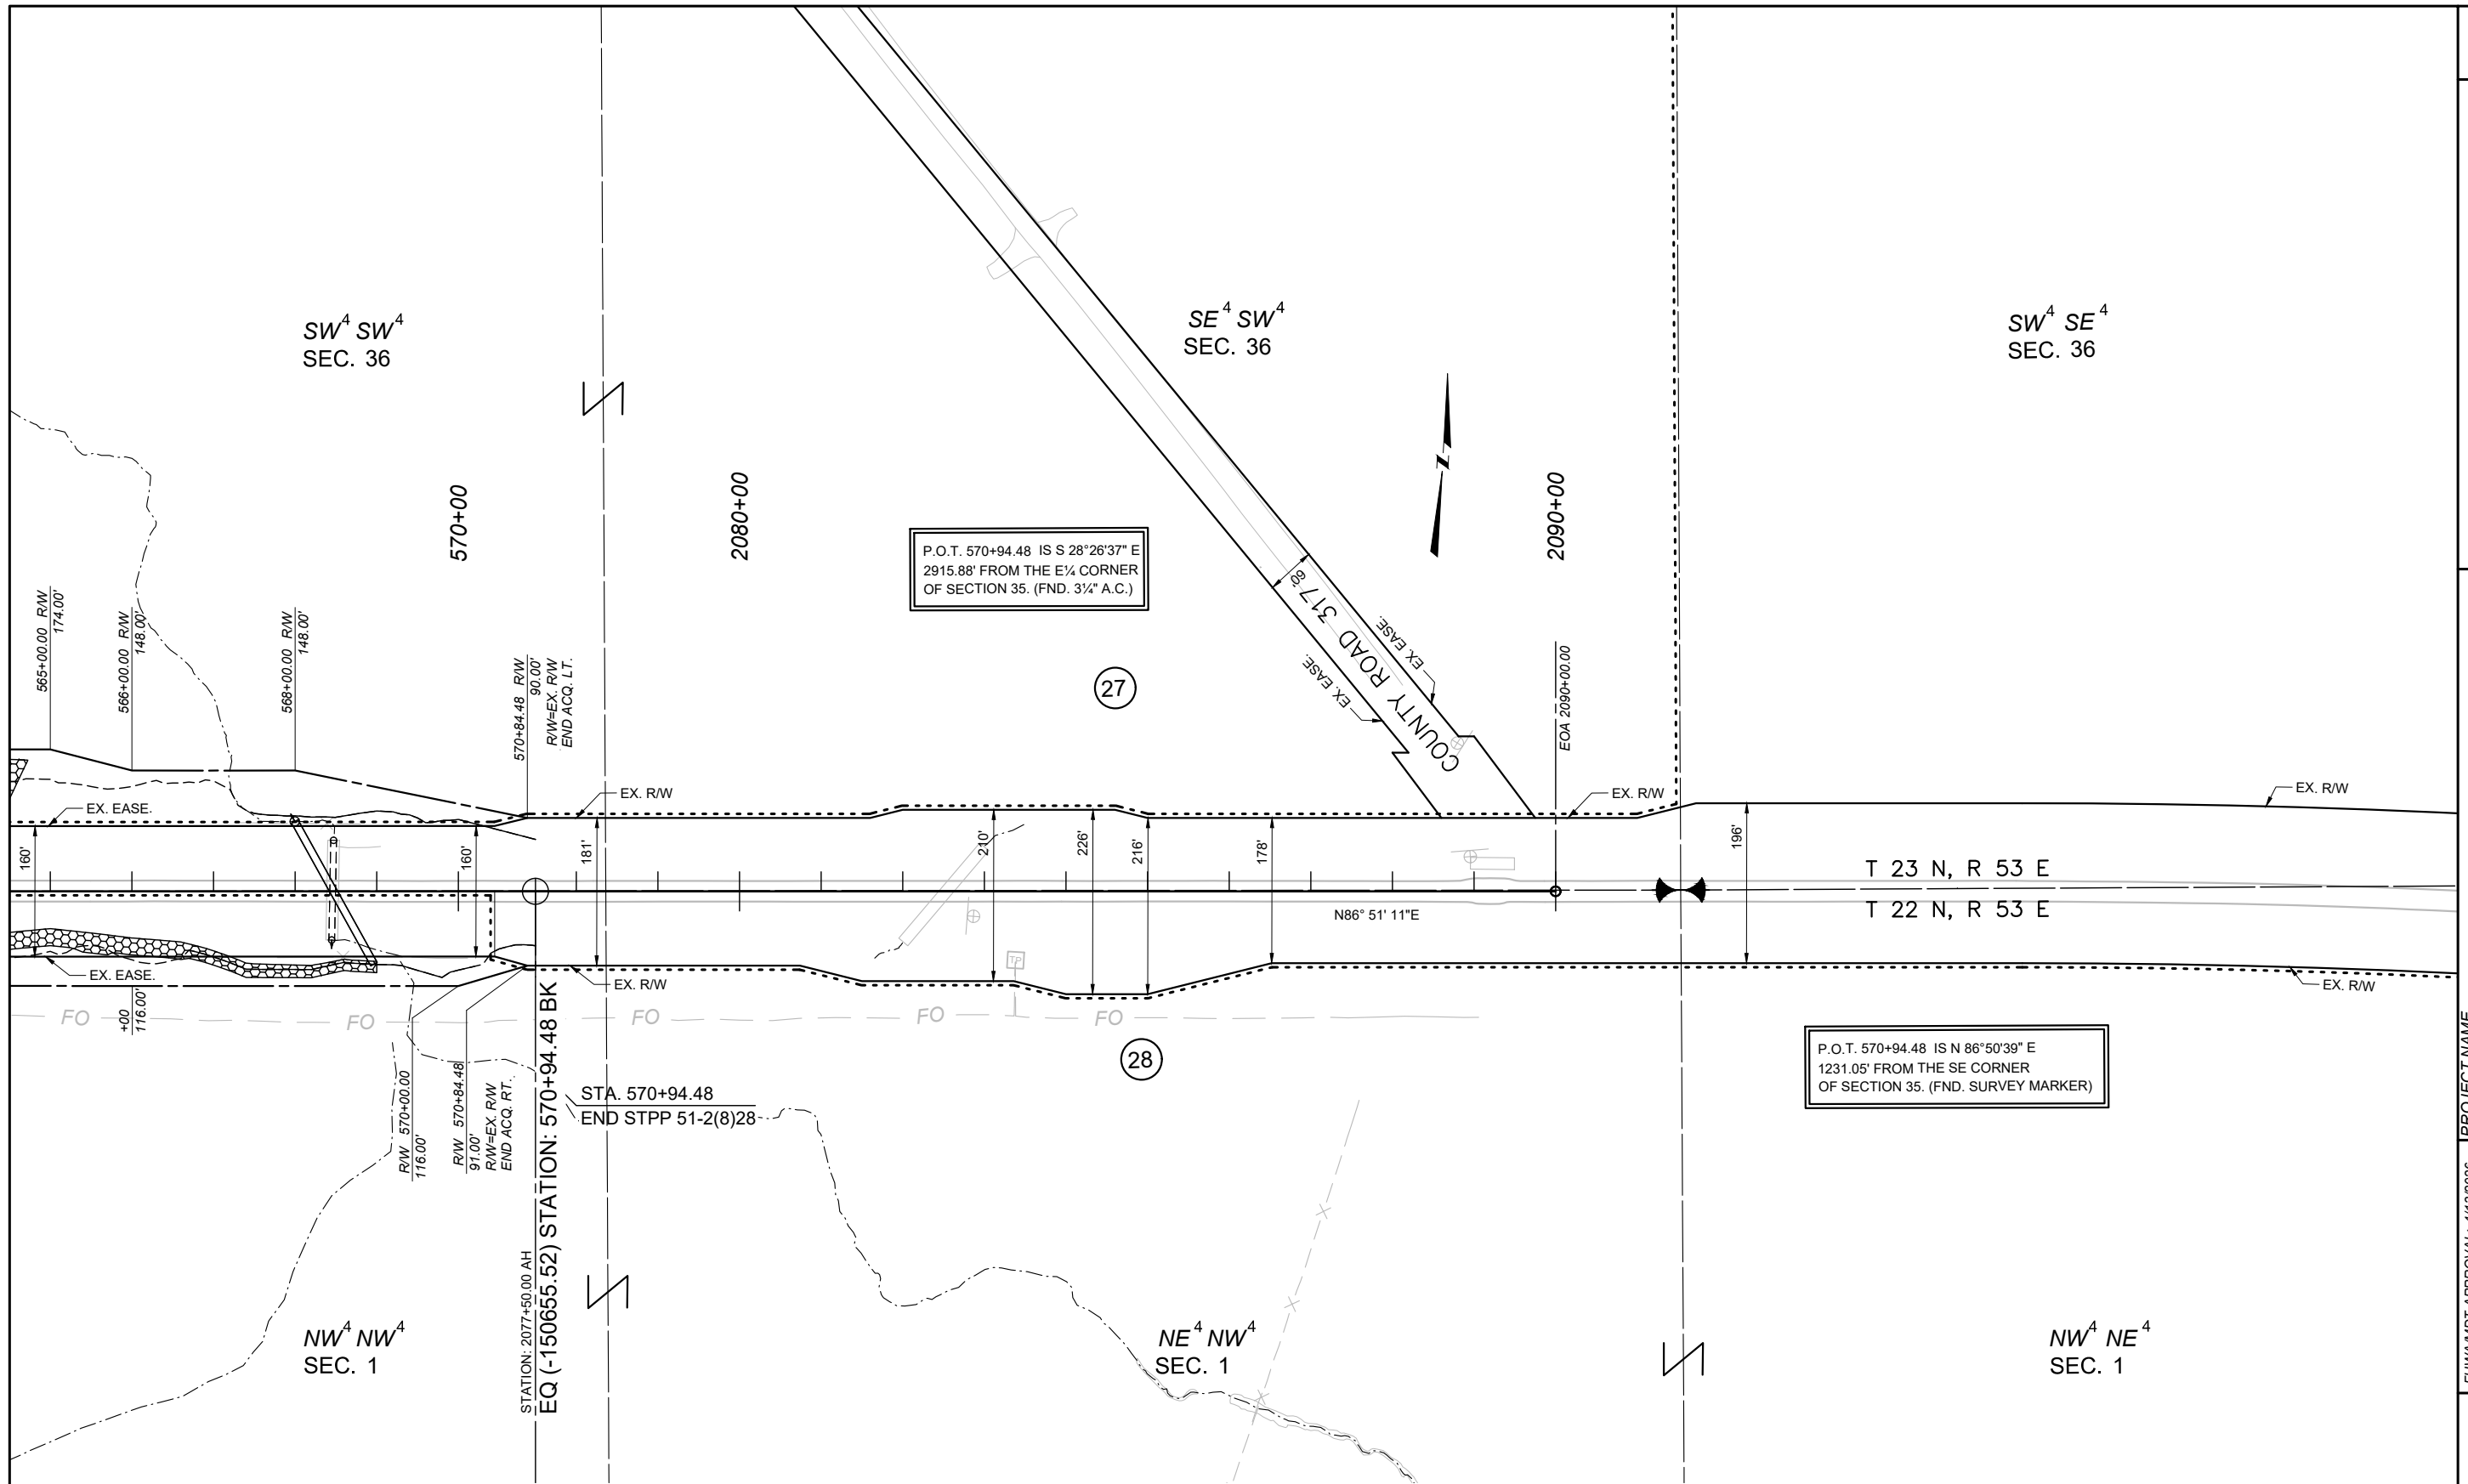 SW⁴ SW⁴
SEC. 36
SE⁴ SW⁴
SEC. 36
SW⁴ SE⁴
SEC. 36
570+00
2080+00
2090+00
P.O.T. 570+94.48 IS S 28°26'37" E
2915.88' FROM THE E¼ CORNER
OF SECTION 35. (FND. 3¼" A.C.)
N
565+00.00 R/W
174.00'
566+00.00 R/W
148.00'
568+00.00 R/W
148.00'
570+84.48 R/W
90.00'
R/W=EX. R/W
END ACQ. LT.
27
60'
COUNTY ROAD 317
EX. EASE.
EX. EASE.
EOA 2090+00.00
EX. EASE.
EX. R/W
EX. R/W
EX. R/W
160'
160'
181'
210'
226'
216'
178'
196'
T 23 N, R 53 E
T 22 N, R 53 E
N86° 51' 11"E
TP
EX. EASE.
EX. R/W
EX. R/W
FO
FO
FO
FO
FO
+00
116.00'
R/W 570+00.00
116.00'
R/W 570+84.48
91.00'
R/W=EX. R/W
END ACQ. RT.
STATION: 2077+50.00 AH
EQ (-150655.52) STATION: 570+94.48 BK
STA. 570+94.48
END STPP 51-2(8)28
28
P.O.T. 570+94.48 IS N 86°50'39" E
1231.05' FROM THE SE CORNER
OF SECTION 35. (FND. SURVEY MARKER)
NW⁴ NW⁴
SEC. 1
NE⁴ NW⁴
SEC. 1
NW⁴ NE⁴
SEC. 1
PROJECT NAME